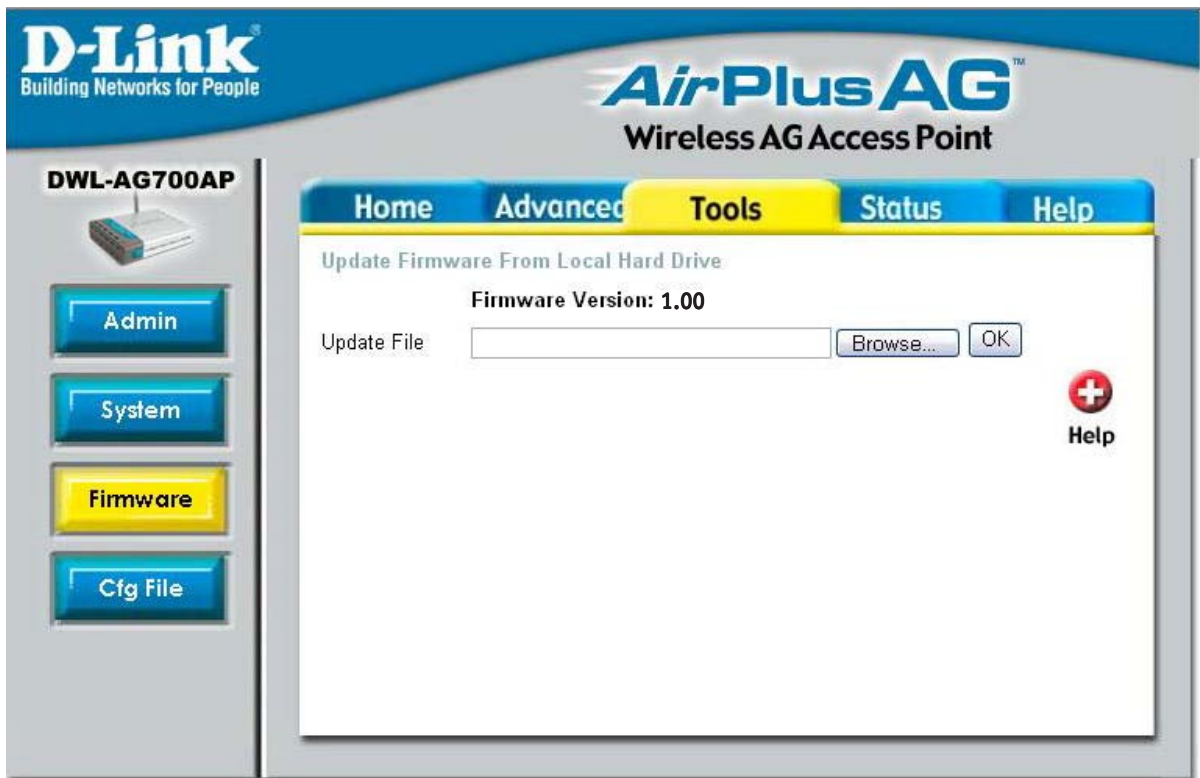 D-Link®
Building Networks for People
AirPlus AG™
Wireless AG Access Point
DWL-AG700AP
Home Advanced Tools Status Help
Update Firmware From Local Hard Drive
Firmware Version: 1.00
Update File Browse... OK
Help
Admin
System
Firmware
Cfg File